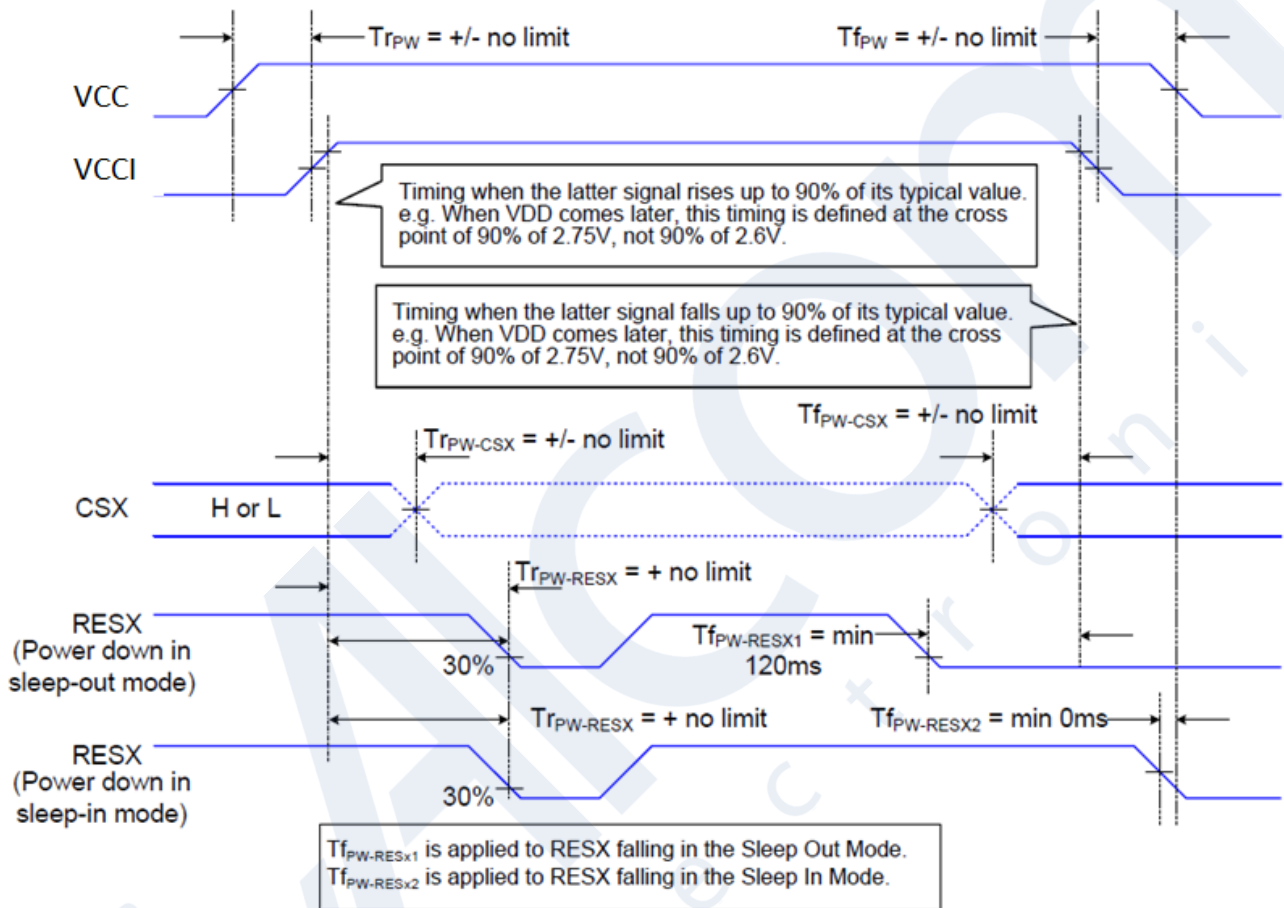 TrPW = +/- no limit
TfPW = +/- no limit
VCC
VCCI
Timing when the latter signal rises up to 90% of its typical value.
e.g. When VDD comes later, this timing is defined at the cross
point of 90% of 2.75V, not 90% of 2.6V.
Timing when the latter signal falls up to 90% of its typical value.
e.g. When VDD comes later, this timing is defined at the cross
point of 90% of 2.75V, not 90% of 2.6V.
TfPW-CSX = +/- no limit
TrPW-CSX = +/- no limit
CSX
H or L
TrPW-RESX = + no limit
RESX
(Power down in
sleep-out mode)
30%
TfPW-RESX1 = min
120ms
TrPW-RESX = + no limit
TfPW-RESX2 = min 0ms
RESX
(Power down in
sleep-in mode)
30%
TfPW-RESx1 is applied to RESX falling in the Sleep Out Mode.
TfPW-RESx2 is applied to RESX falling in the Sleep In Mode.